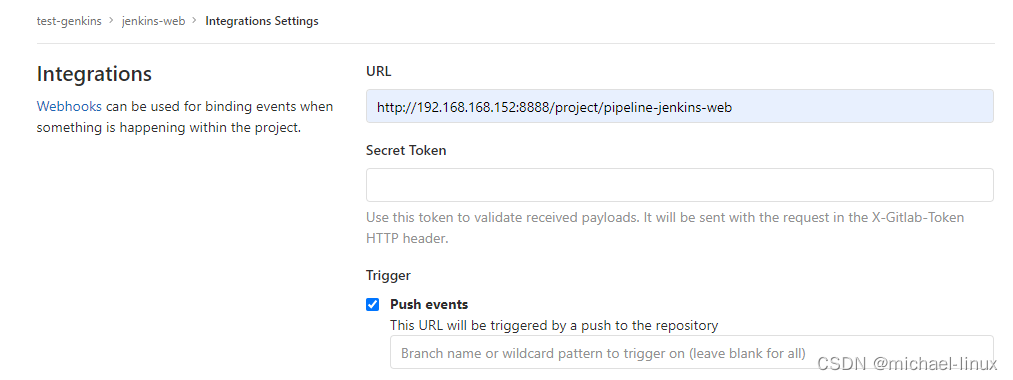 test-genkins > jenkins-web > Integrations Settings
Integrations
Webhooks can be used for binding events when
something is happening within the project.
URL
http://192.168.168.152:8888/project/pipeline-jenkins-web
Secret Token
Use this token to validate received payloads. It will be sent with the request in the X-Gitlab-Token
HTTP header.
Trigger
Push events
This URL will be triggered by a push to the repository
Branch name or wildcard pattern to trigger on (leave blank for all)
CSDN @michael-linux